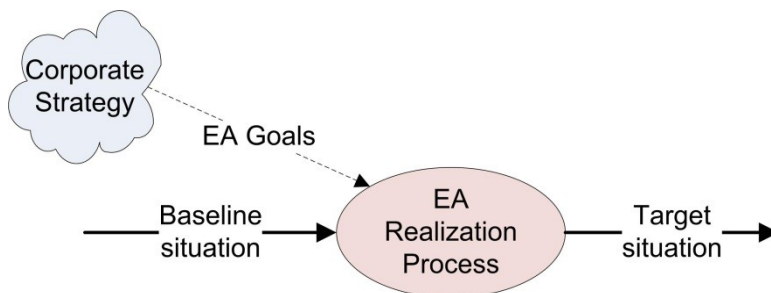 Corporate
Strategy
EA Goals
EA
Realization
Process
Baseline
situation
Target
situation